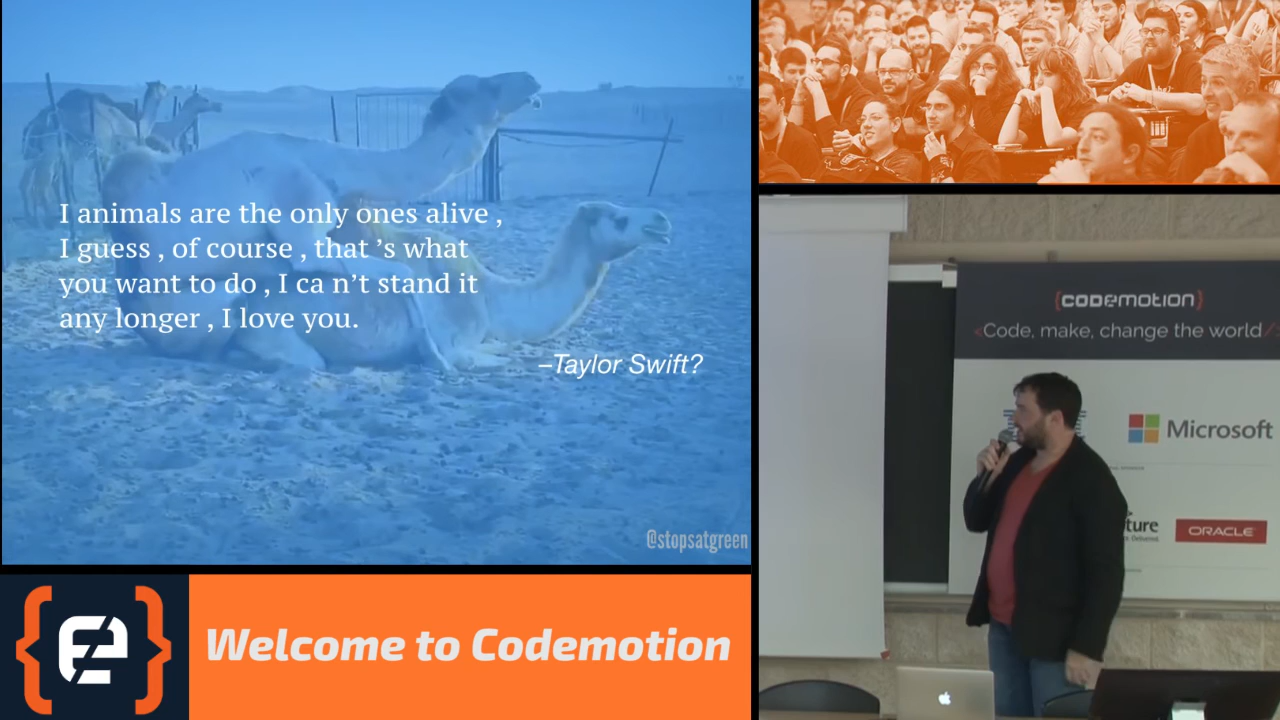 I animals are the only ones alive ,
I guess , of course , that ’s what
you want to do , I ca n’t stand it
any longer , I love you.
–Taylor Swift?
@stopsatgreen
Welcome to Codemotion
{CODEMOTION}
<Code, make, change the world/
Microsoft
ture
ORACLE